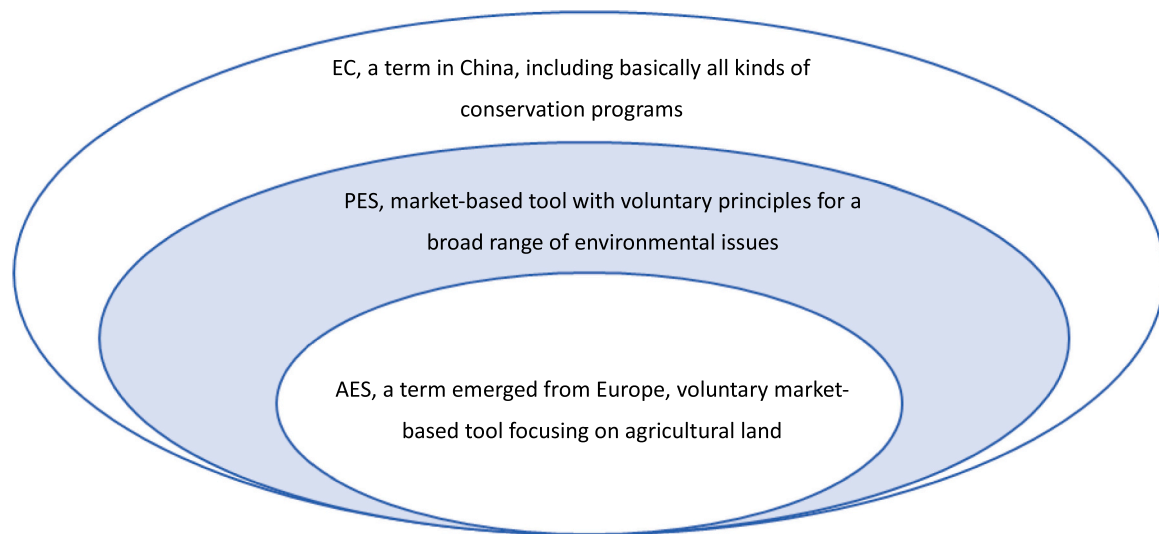 EC, a term in China, including basically all kinds of
conservation programs
PES, market-based tool with voluntary principles for a
broad range of environmental issues
AES, a term emerged from Europe, voluntary market-
based tool focusing on agricultural land